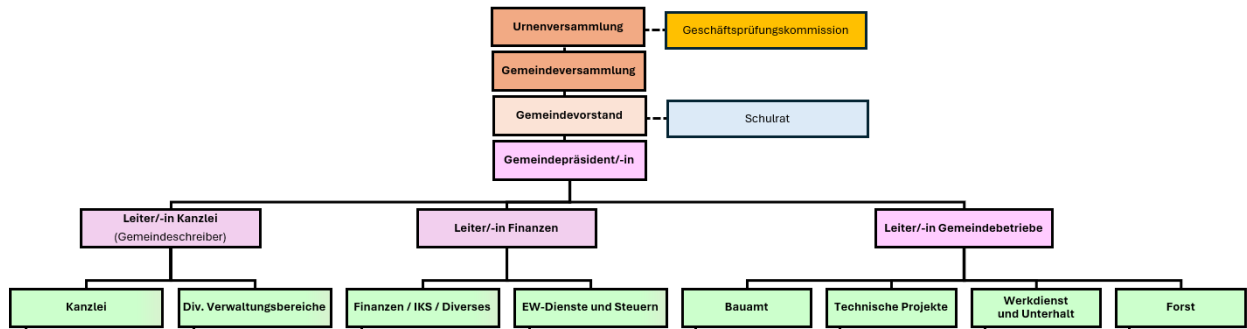 Urnenversammlung
Geschäftsprüfungskommission
Gemeindeversammlung
Gemeindevorstand
Schulrat
Gemeindepräsident/-in
Leiter/-in Kanzlei
(Gemeindeschreiber)
Leiter/-in Finanzen
Leiter/-in Gemeindebetriebe
Kanzlei
Div. Verwaltungsbereiche
Finanzen / IKS / Diverses
EW-Dienste und Steuern
Bauamt
Technische Projekte
Werkdienst
und Unterhalt
Forst